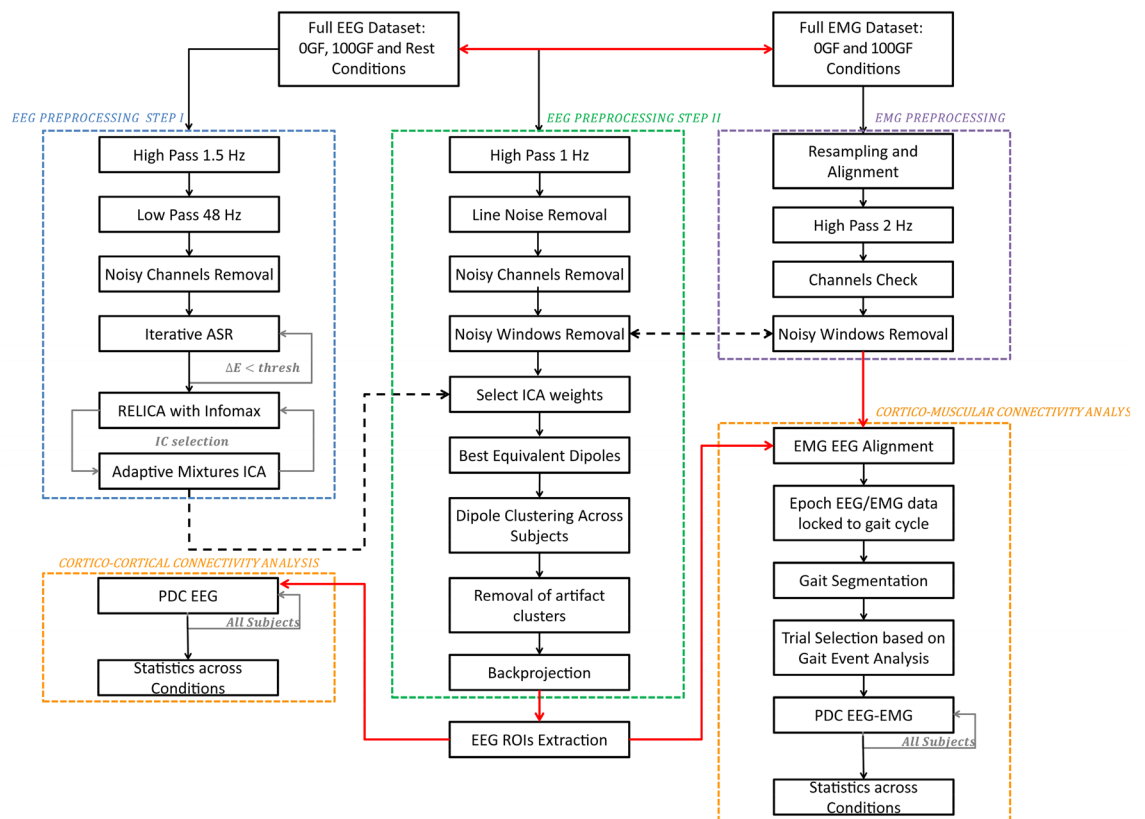 Full EEG Dataset:
0GF, 100GF and Rest
Conditions
Full EMG Dataset:
0GF and 100GF
Conditions
EEG PREPROCESSING STEP I
High Pass 1.5 Hz
Low Pass 48 Hz
Noisy Channels Removal
Iterative ASR
ΔE < thresh
RELICA with Infomax
IC selection
Adaptive Mixtures ICA
EEG PREPROCESSING STEP II
High Pass 1 Hz
Line Noise Removal
Noisy Channels Removal
Noisy Windows Removal
Select ICA weights
Best Equivalent Dipoles
Dipole Clustering Across
Subjects
Removal of artifact
clusters
Backprojection
EEG ROIs Extraction
EMG PREPROCESSING
Resampling and
Alignment
High Pass 2 Hz
Channels Check
Noisy Windows Removal
CORTICO-CORTICAL CONNECTIVITY ANALYSIS
PDC EEG
All Subjects
Statistics across
Conditions
CORTICO-MUSCULAR CONNECTIVITY ANALYS
EMG EEG Alignment
Epoch EEG/EMG data
locked to gait cycle
Gait Segmentation
Trial Selection based on
Gait Event Analysis
PDC EEG-EMG
All Subjects
Statistics across
Conditions